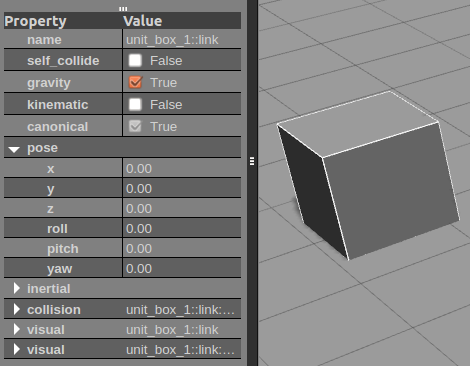 Property Value
name unit_box_1::link
self_collide False
gravity True
kinematic False
canonical True
pose
x 0.00
y 0.00
z 0.00
roll 0.00
pitch 0.00
yaw 0.00
inertial
collision unit_box_1::link:...
visual unit_box_1::link...
visual unit_box_1::link...